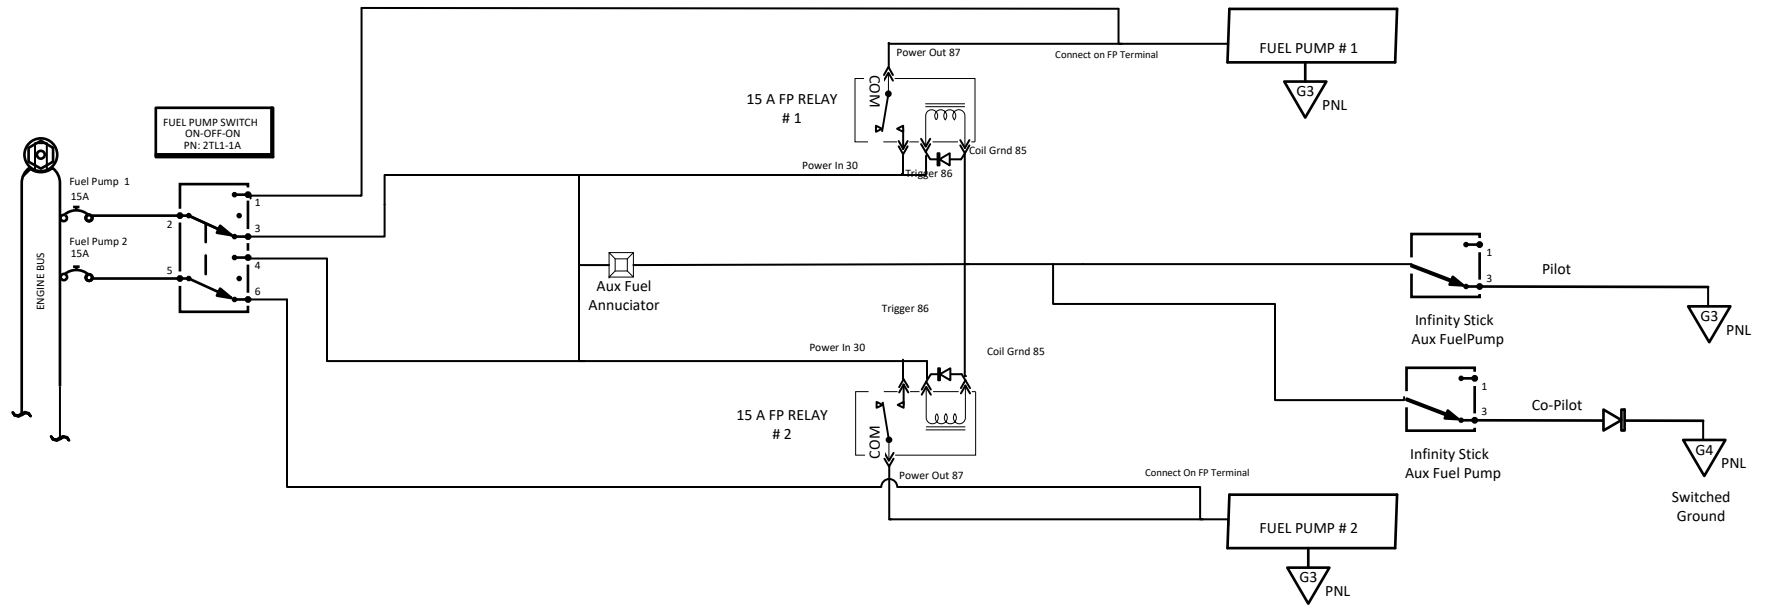 Power Out 87
Connect on FP Terminal
FUEL PUMP # 1
G3
PNL
COM
15 A FP RELAY
# 1
FUEL PUMP SWITCH
ON-OFF-ON
PN: 2TL1-1A
Coil Grnd 85
Power In 30
Trigger 86
Fuel Pump 1
15A
1
2
3
Fuel Pump 2
15A
4
5
6
ENGINE BUS
Aux Fuel
Annuciator
1
3
Pilot
G3
PNL
Infinity Stick
Aux FuelPump
Trigger 86
Power In 30
Coil Grnd 85
1
3
Co-Pilot
15 A FP RELAY
# 2
COM
G4
PNL
Infinity Stick
Aux Fuel Pump
Switched
Ground
Power Out 87
Connect On FP Terminal
FUEL PUMP # 2
G3
PNL